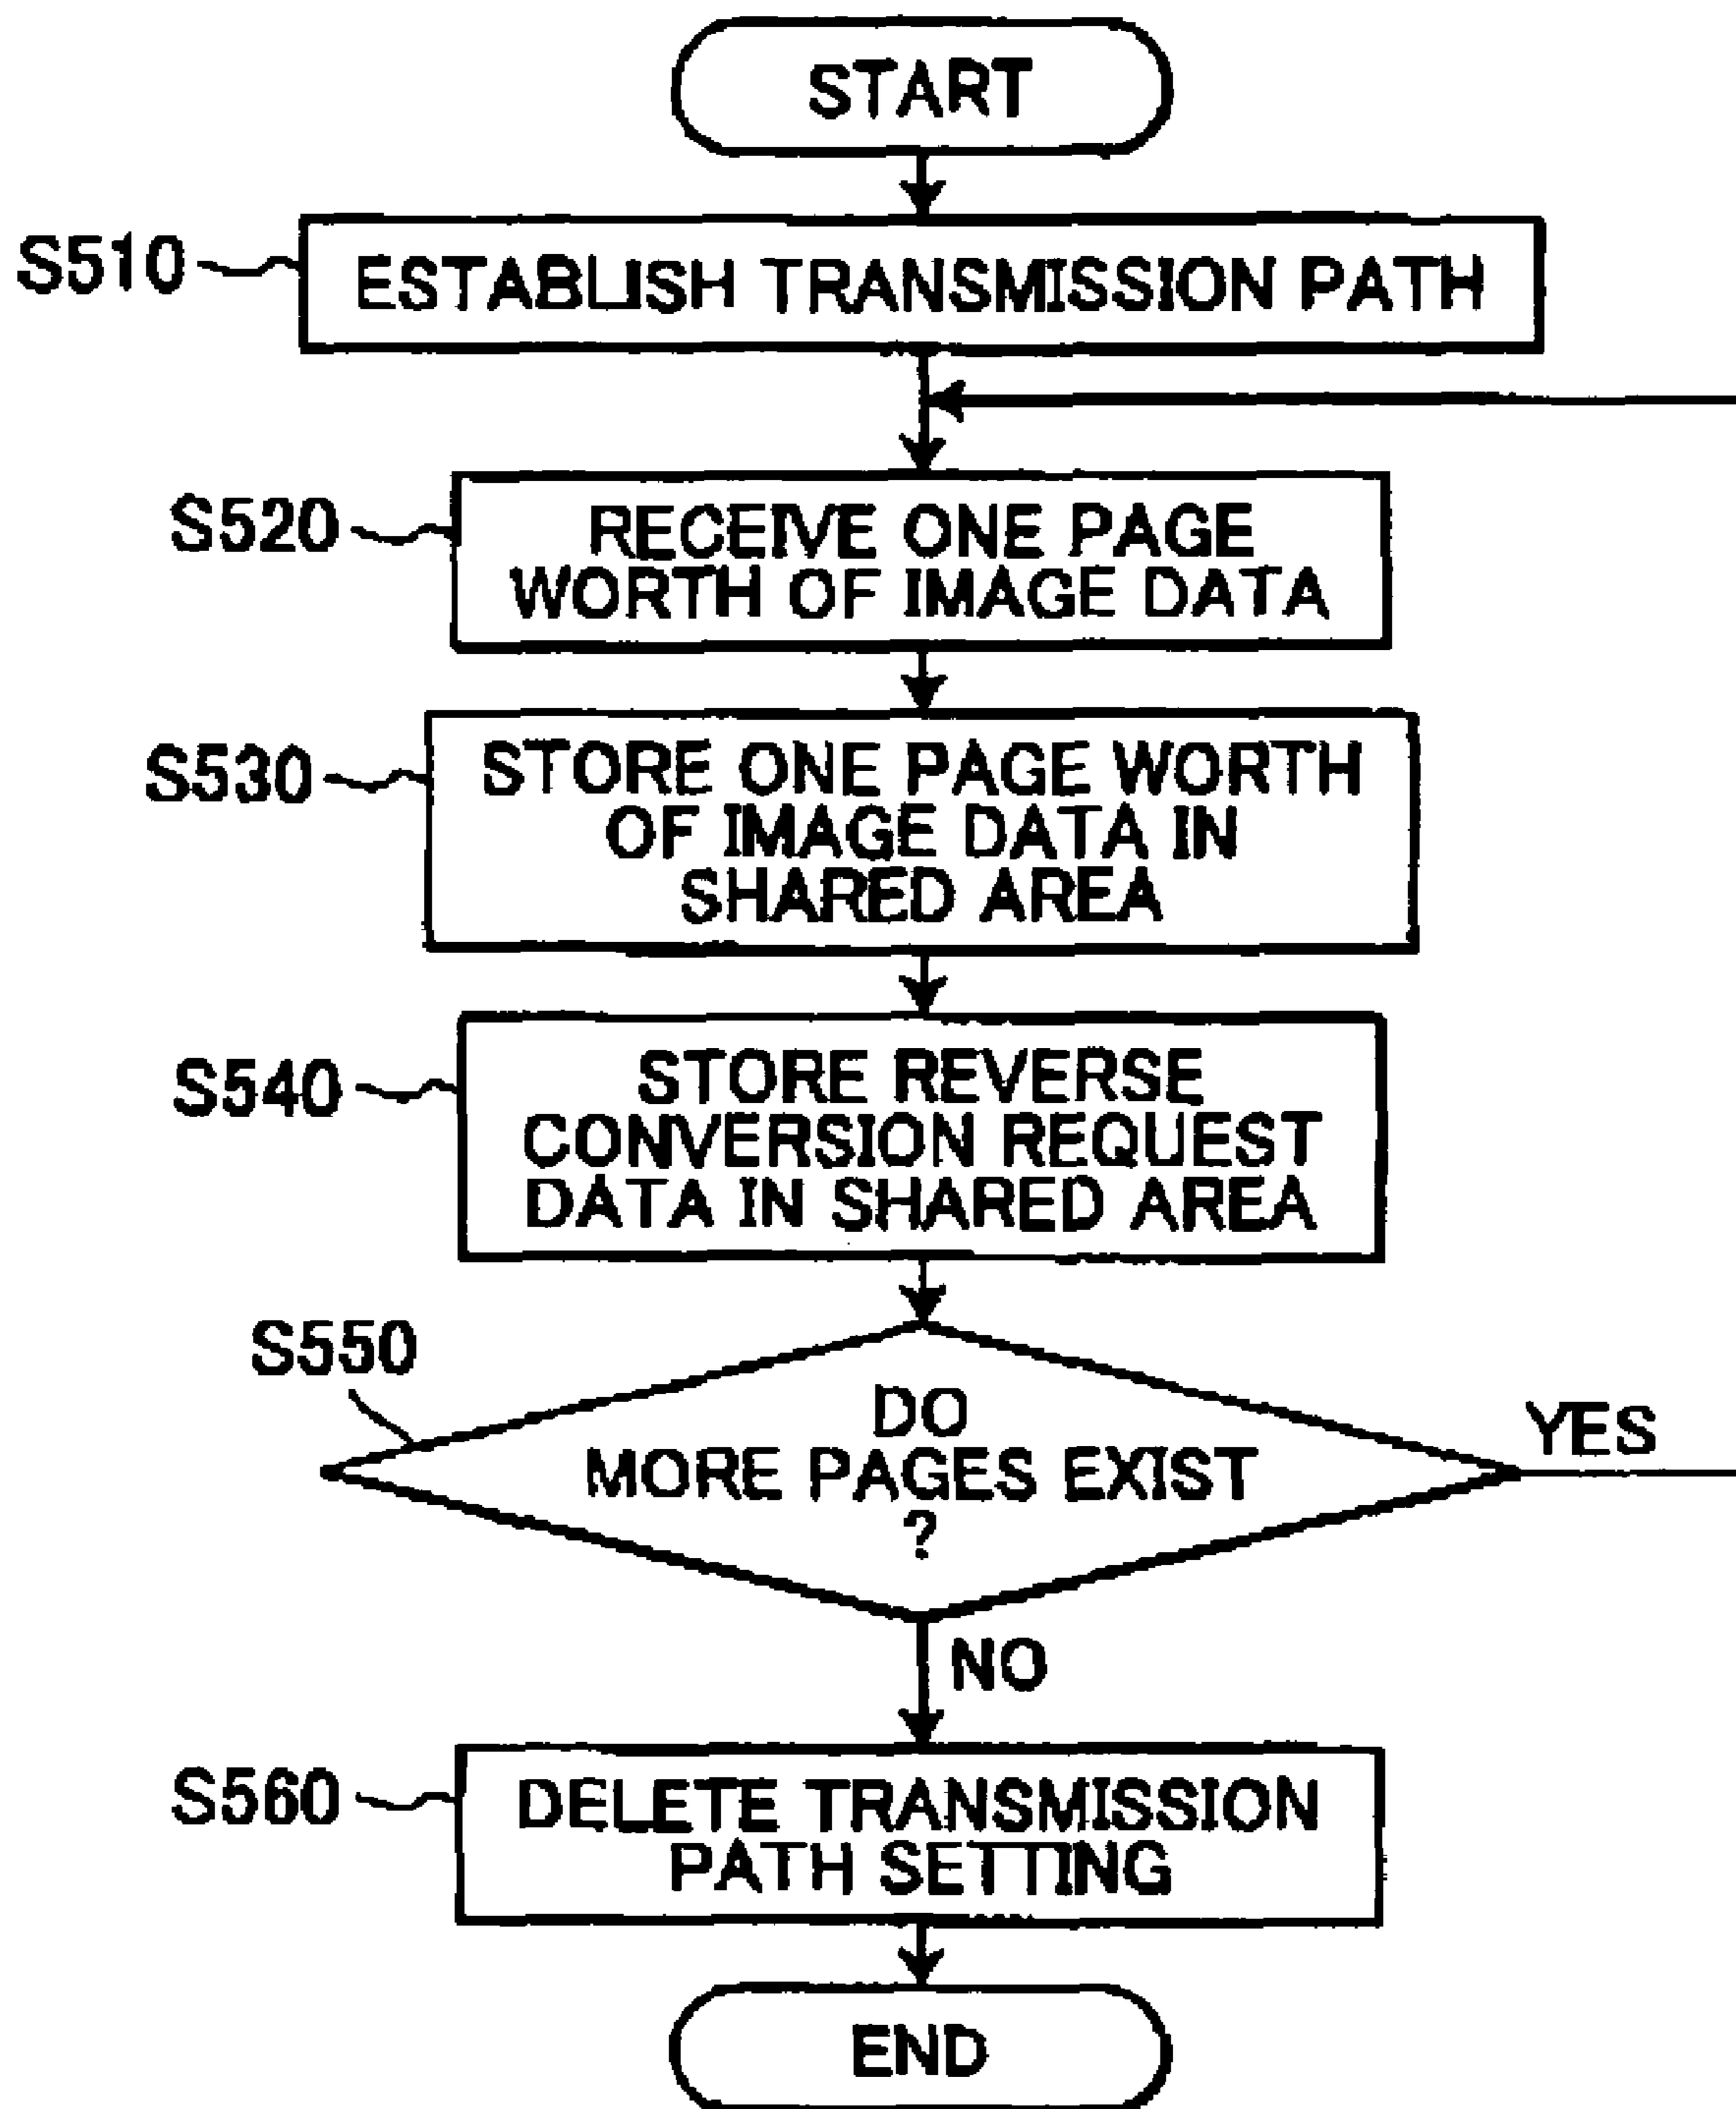 START
S510
ESTABLISH TRANSMISSION PATH
S520
RECEIVE ONE PAGE
WORTH OF IMAGE DATA
S530
STORE ONE PAGE WORTH
OF IMAGE DATA IN
SHARED AREA
S540
STORE REVERSE
CONVERSION REQUEST
DATA IN SHARED AREA
S550
DO
MORE PAGES EXIST
?
YES
NO
S560
DELETE TRANSMISSION
PATH SETTING
END